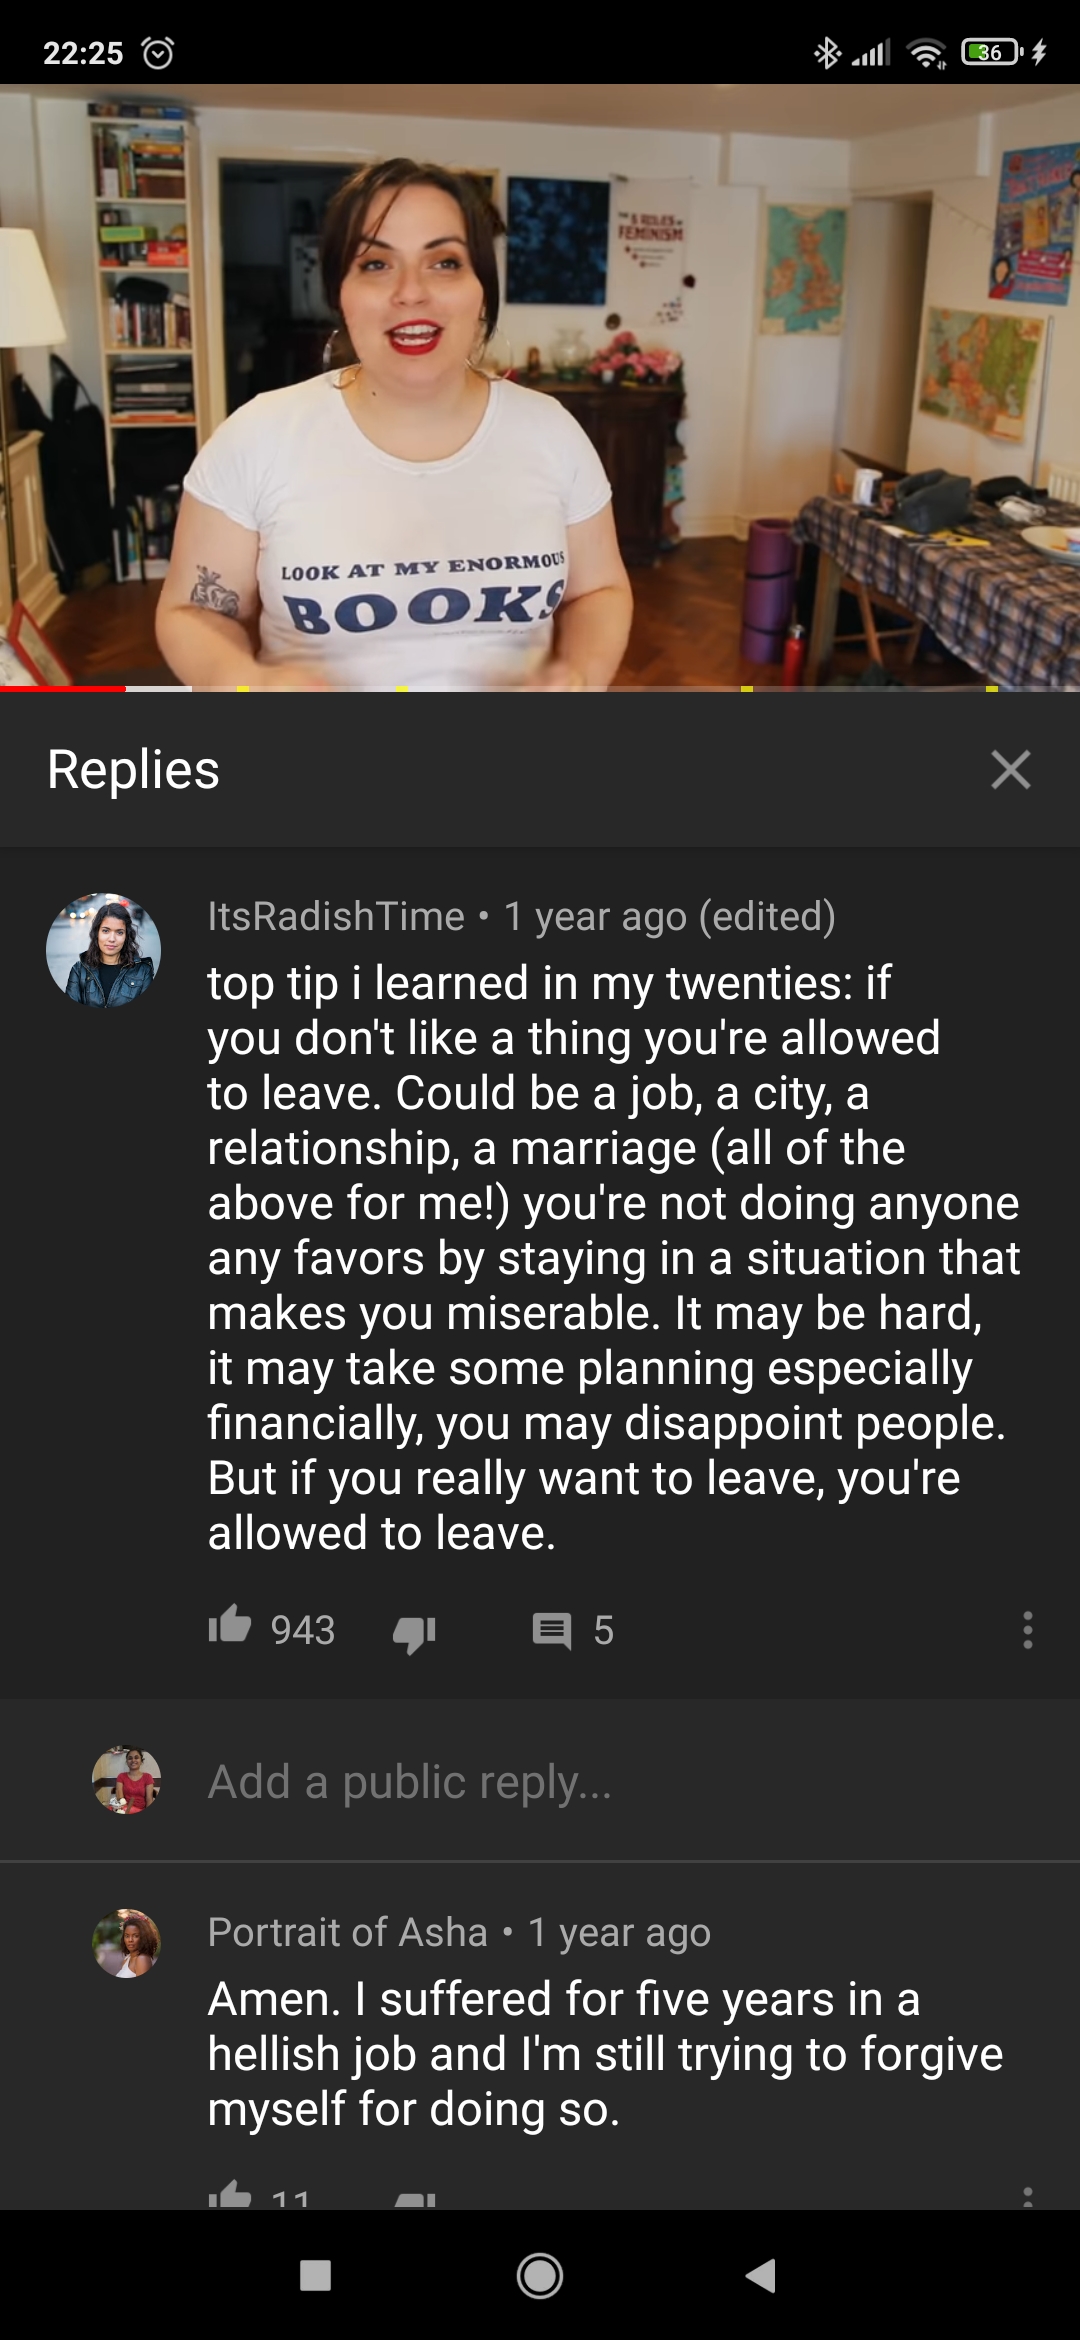 22:25
36
THE 5 RULES OF
FEMINISM
LOOK AT MY ENORMOUS
BOOKS
Replies
ItsRadishTime • 1 year ago (edited)
top tip i learned in my twenties: if
you don't like a thing you're allowed
to leave. Could be a job, a city, a
relationship, a marriage (all of the
above for me!) you're not doing anyone
any favors by staying in a situation that
makes you miserable. It may be hard,
it may take some planning especially
financially, you may disappoint people.
But if you really want to leave, you're
allowed to leave.
943 5
Add a public reply...
Portrait of Asha • 1 year ago
Amen. I suffered for five years in a
hellish job and I'm still trying to forgive
myself for doing so.
11